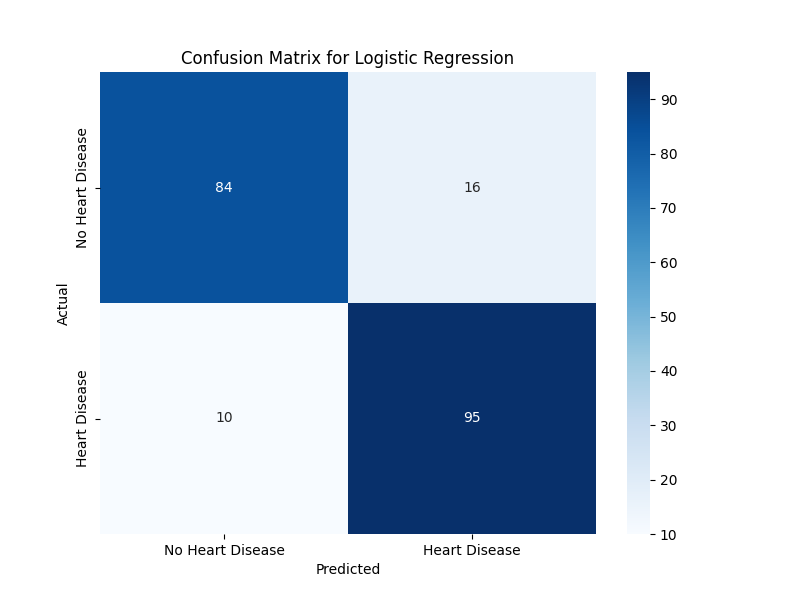 Confusion Matrix for Logistic Regression
No Heart Disease
Heart Disease
Actual
84
16
10
95
No Heart Disease
Heart Disease
Predicted
90
80
70
60
50
40
30
20
10